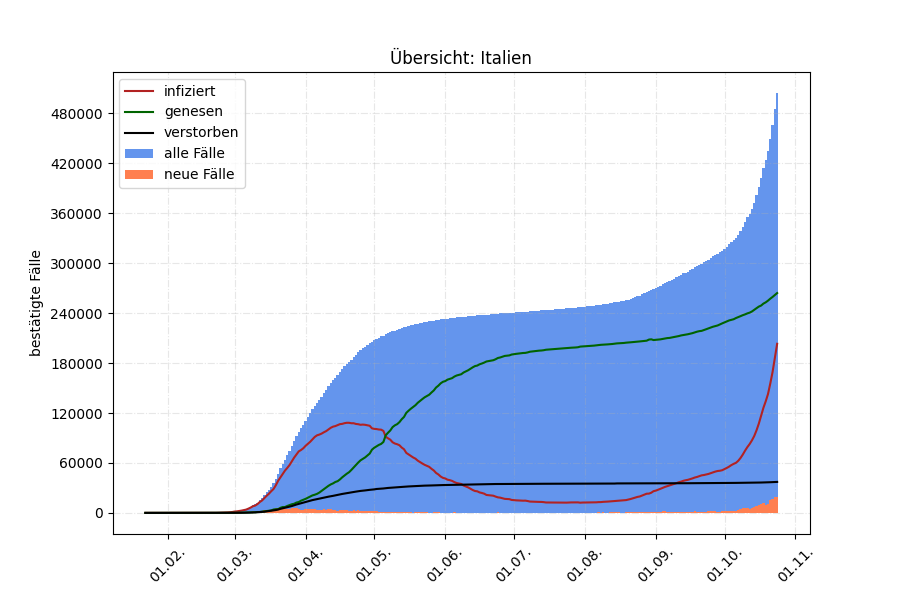 Übersicht: Italien
infiziert
genesen
verstorben
alle Fälle
neue Fälle
bestätigte Fälle
480000
420000
360000
300000
240000
180000
120000
60000
0
01.02.
01.03.
01.04.
01.05.
01.06.
01.07.
01.08.
01.09.
01.10.
01.11.